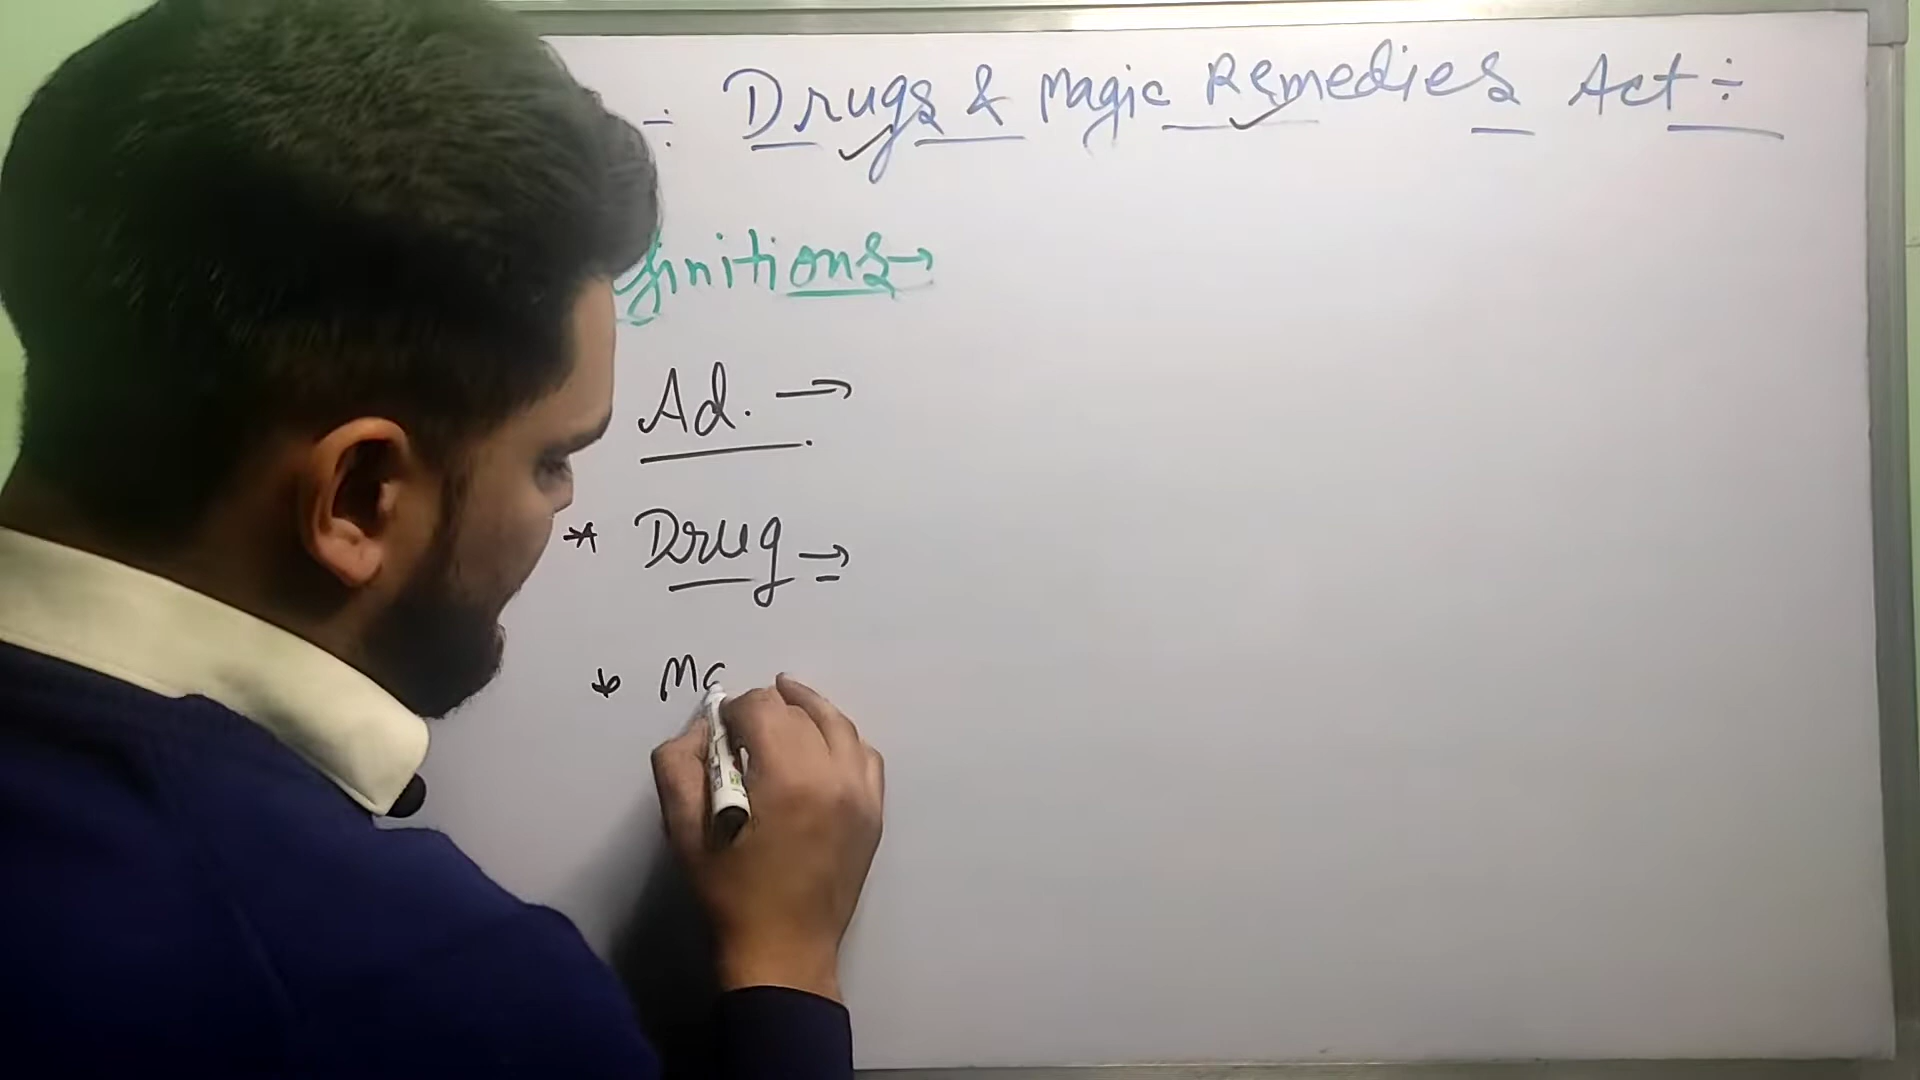 ÷ Drugs & Magic Remedies Act ÷
finitions →
Ad. →
* Drug →
* Ma